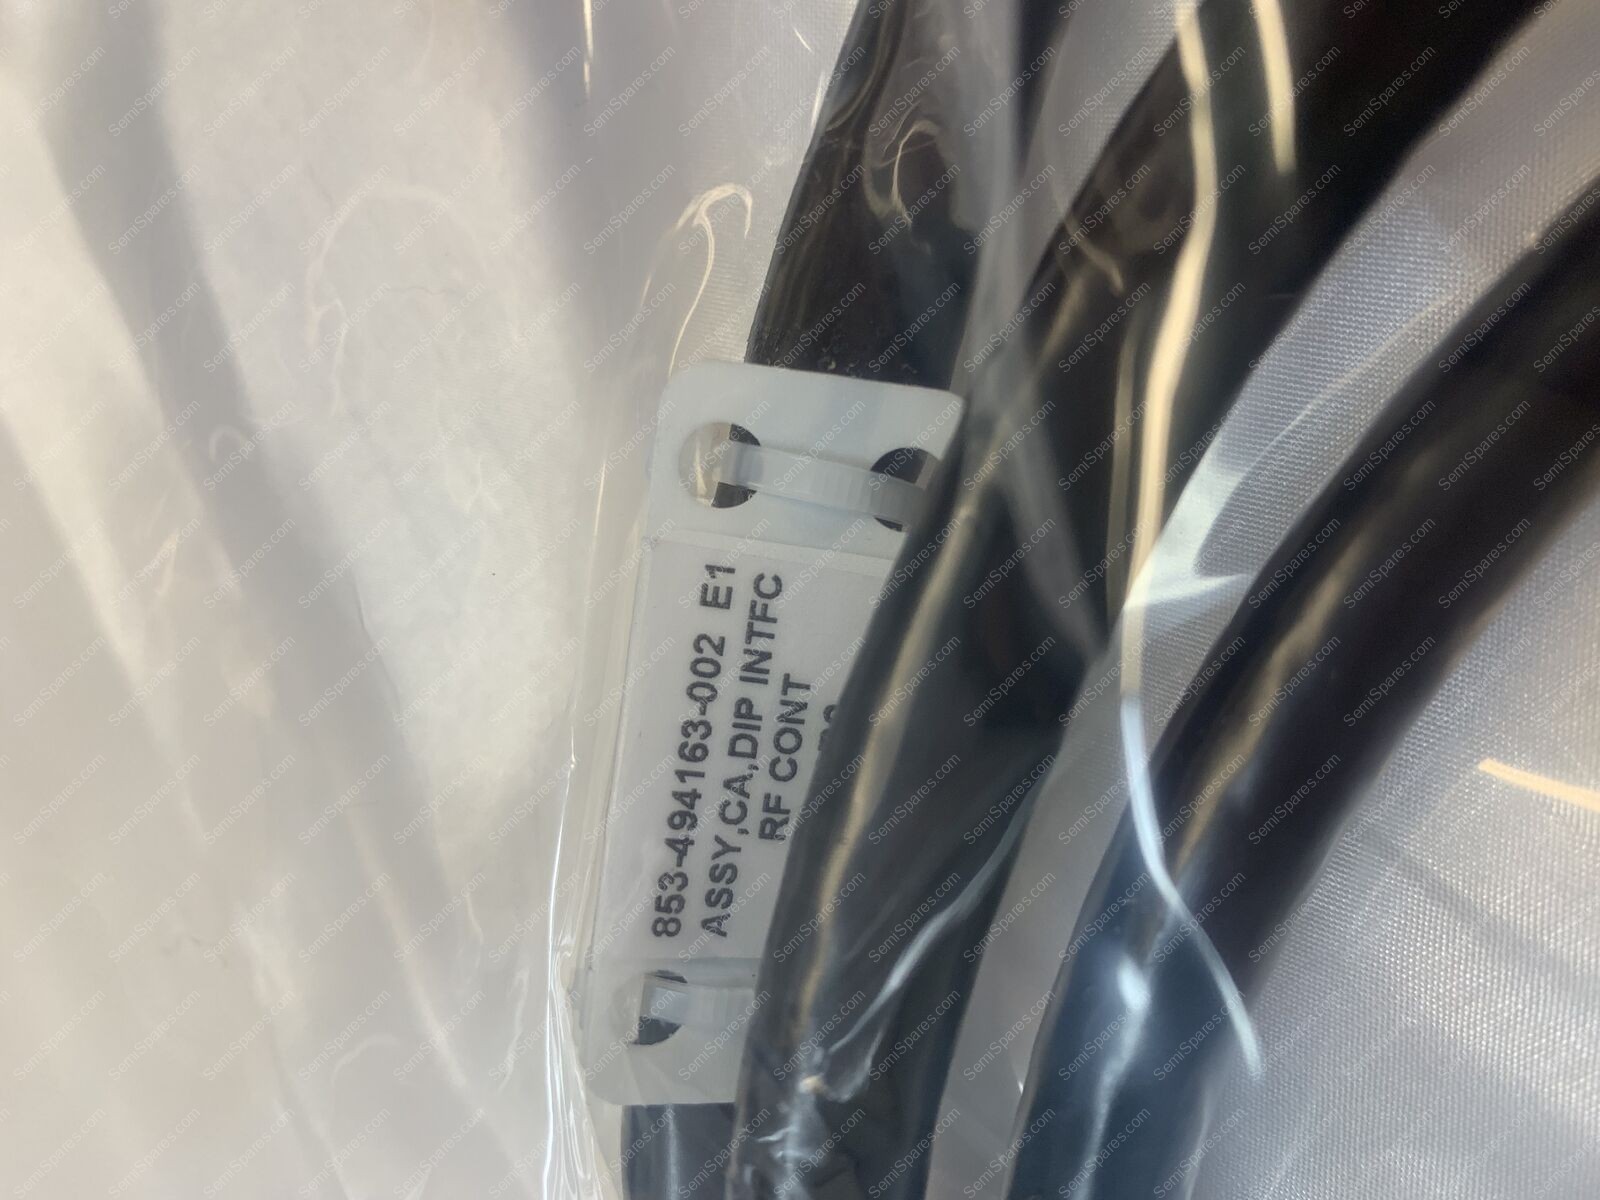 853-494163-002 E1
ASSY,CA,DIP INTFC
RF CONT
SemiSpares.com